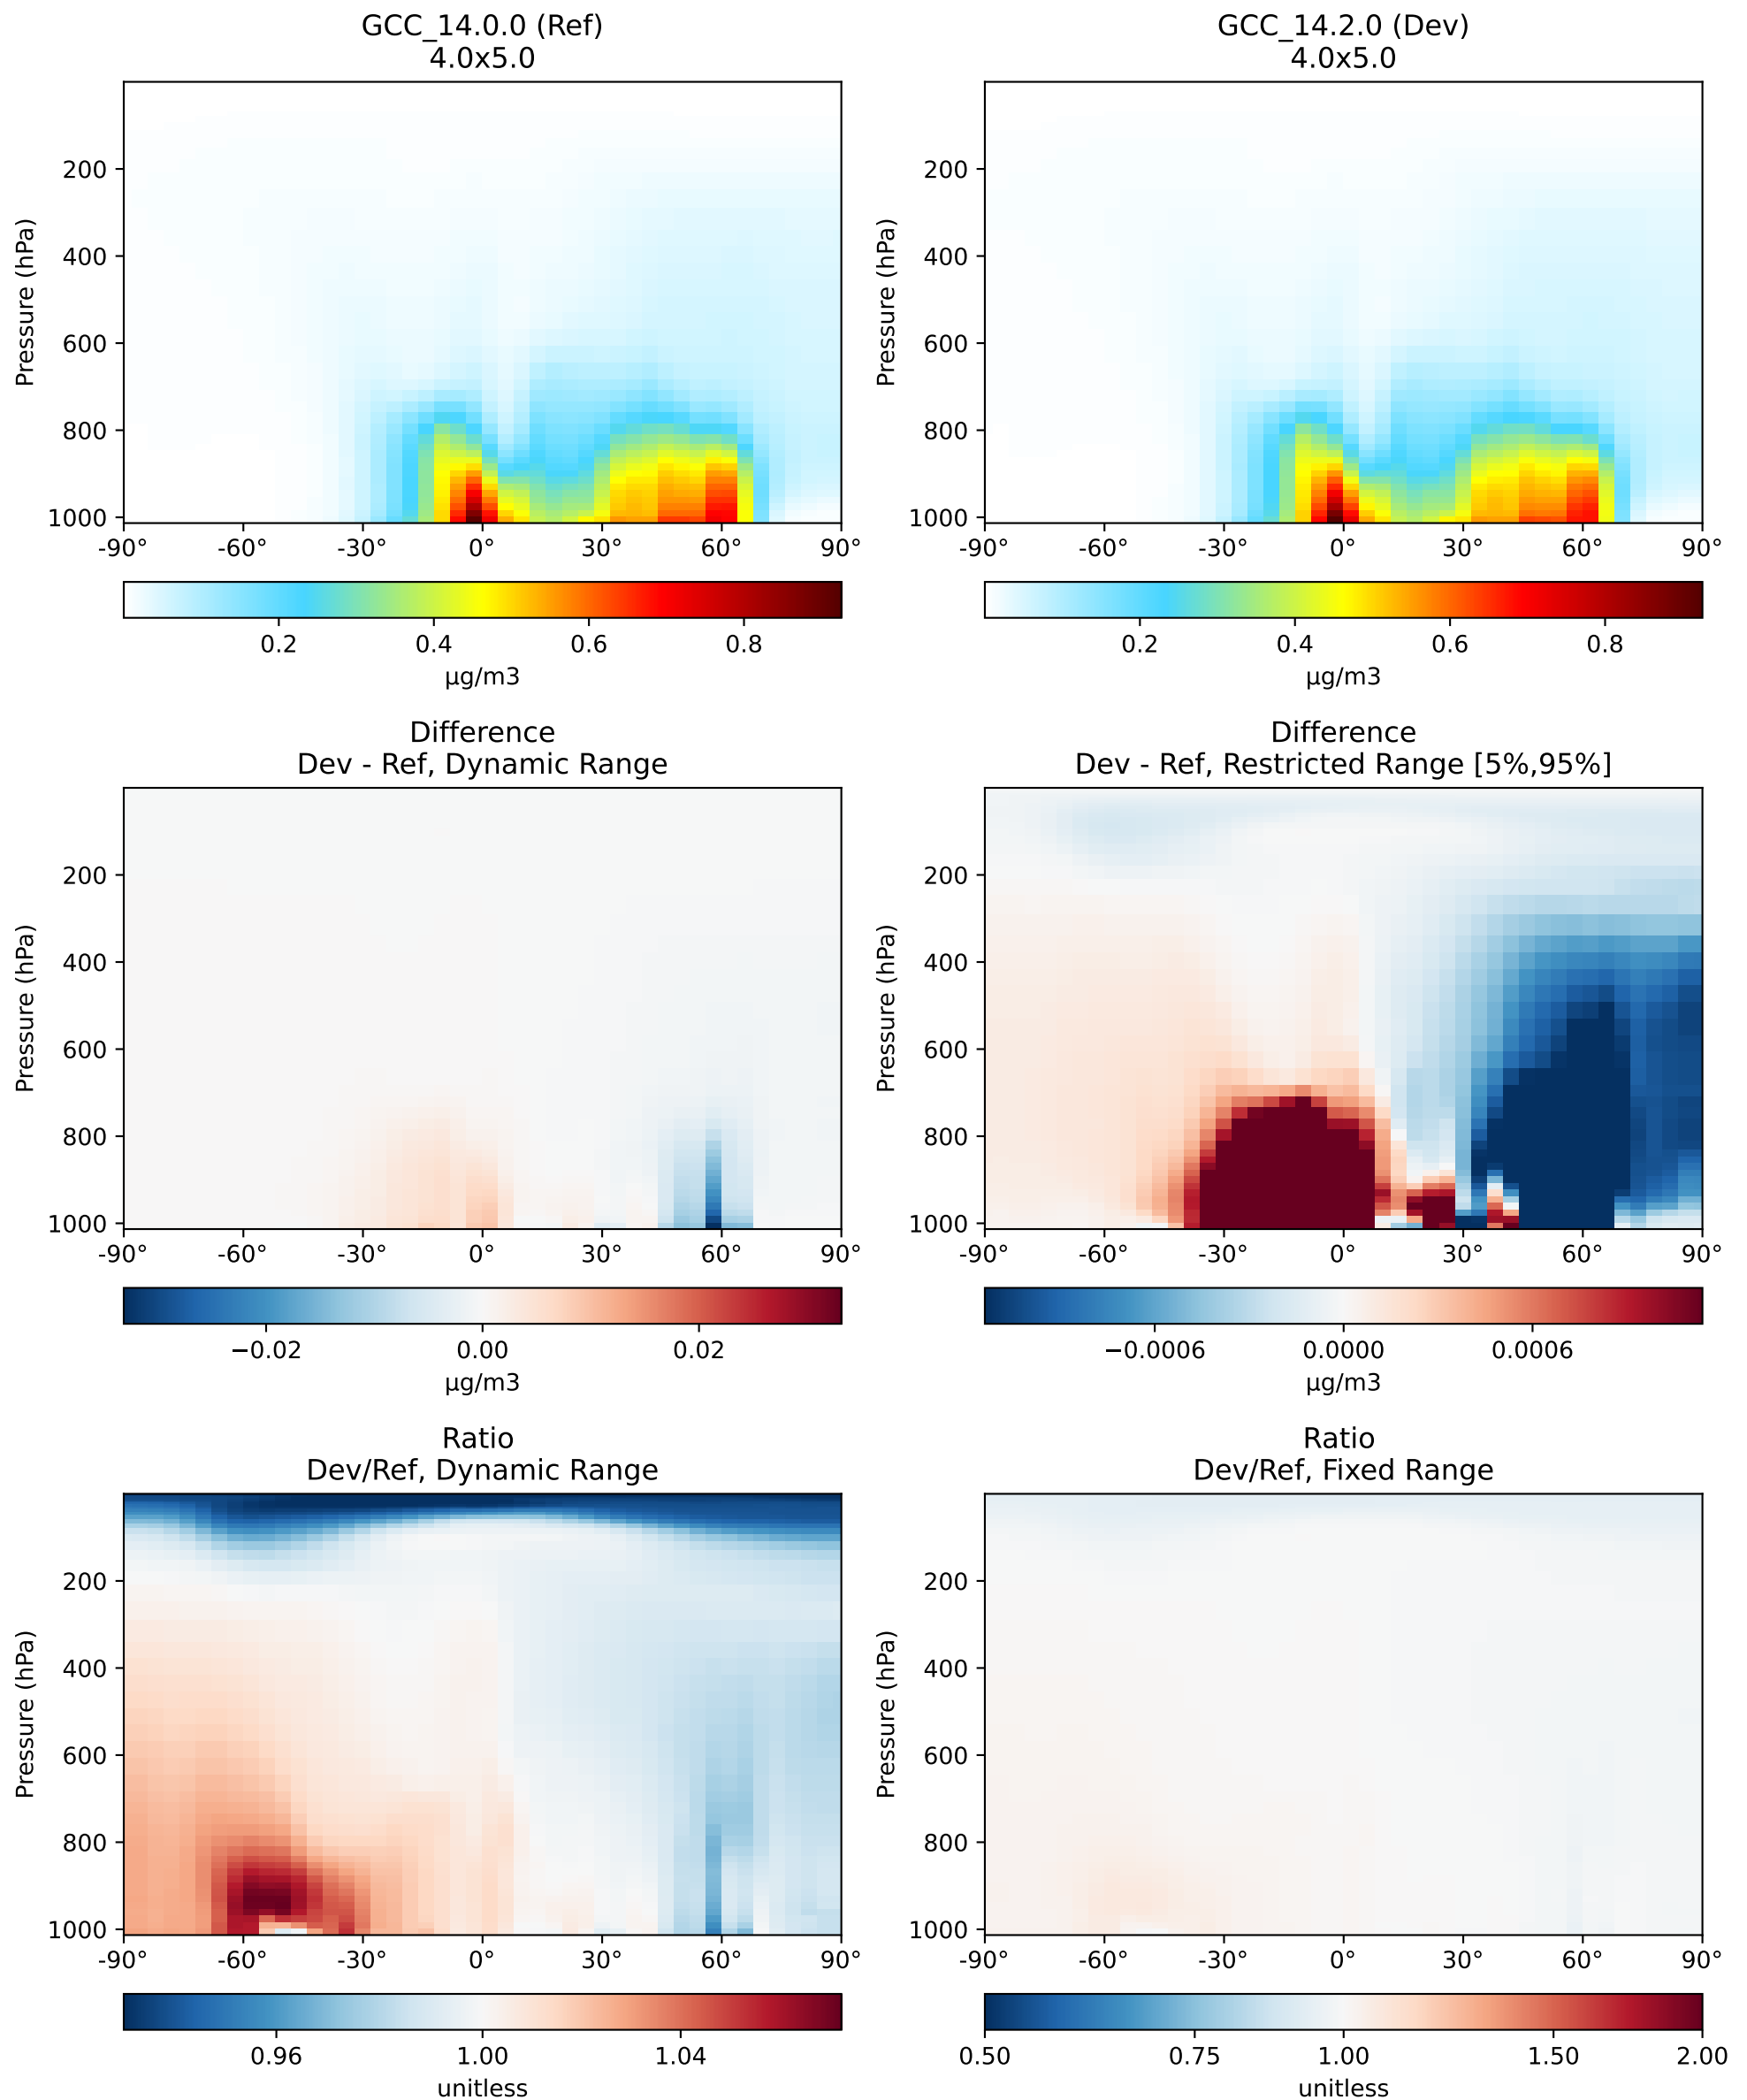 GCC_14.0.0 (Ref)
4.0x5.0
Pressure (hPa)
200
400
600
800
1000
-90° -60° -30° 0° 30° 60° 90°
0.2 0.4 0.6 0.8
μg/m3
GCC_14.2.0 (Dev)
4.0x5.0
Pressure (hPa)
200
400
600
800
1000
-90° -60° -30° 0° 30° 60° 90°
0.2 0.4 0.6 0.8
μg/m3
Difference
Dev - Ref, Dynamic Range
Pressure (hPa)
200
400
600
800
1000
-90° -60° -30° 0° 30° 60° 90°
−0.02 0.00 0.02
μg/m3
Difference
Dev - Ref, Restricted Range [5%,95%]
Pressure (hPa)
200
400
600
800
1000
-90° -60° -30° 0° 30° 60° 90°
−0.0006 0.0000 0.0006
μg/m3
Ratio
Dev/Ref, Dynamic Range
Pressure (hPa)
200
400
600
800
1000
-90° -60° -30° 0° 30° 60° 90°
0.96 1.00 1.04
unitless
Ratio
Dev/Ref, Fixed Range
Pressure (hPa)
200
400
600
800
1000
-90° -60° -30° 0° 30° 60° 90°
0.50 0.75 1.00 1.50 2.00
unitless